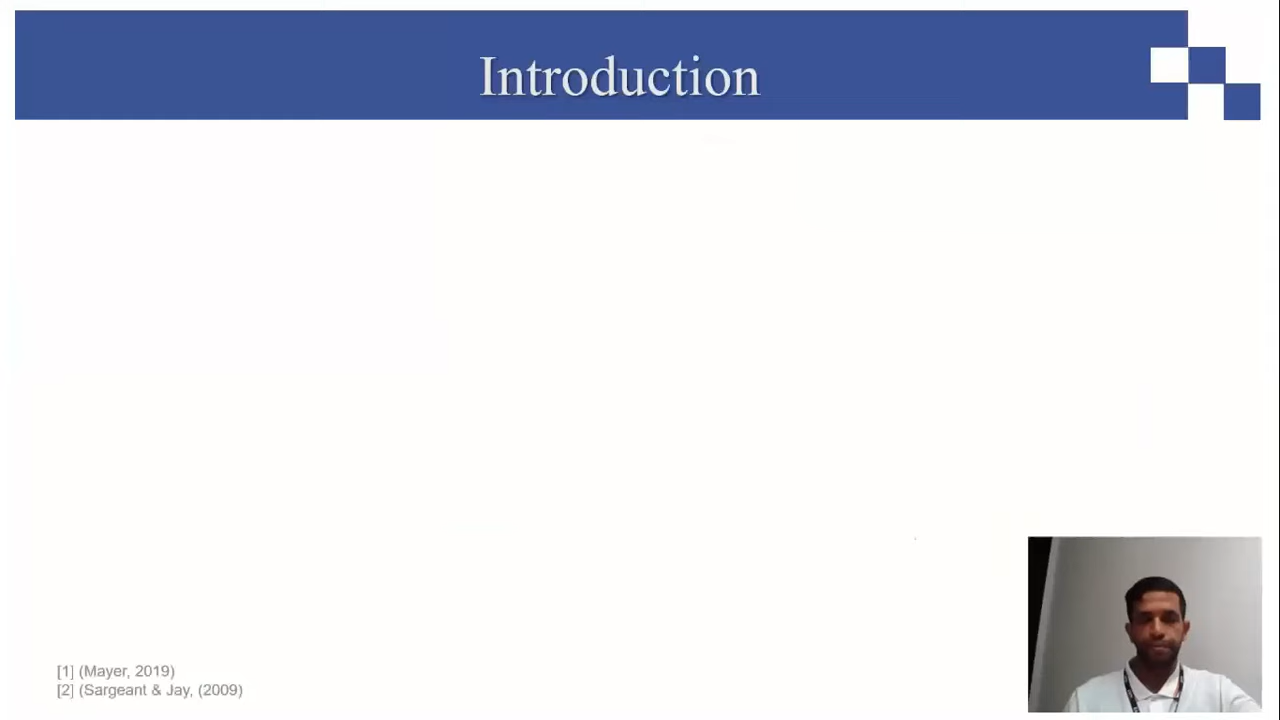 Introduction
[1] (Mayer, 2019)
[2] (Sargeant & Jay, (2009)